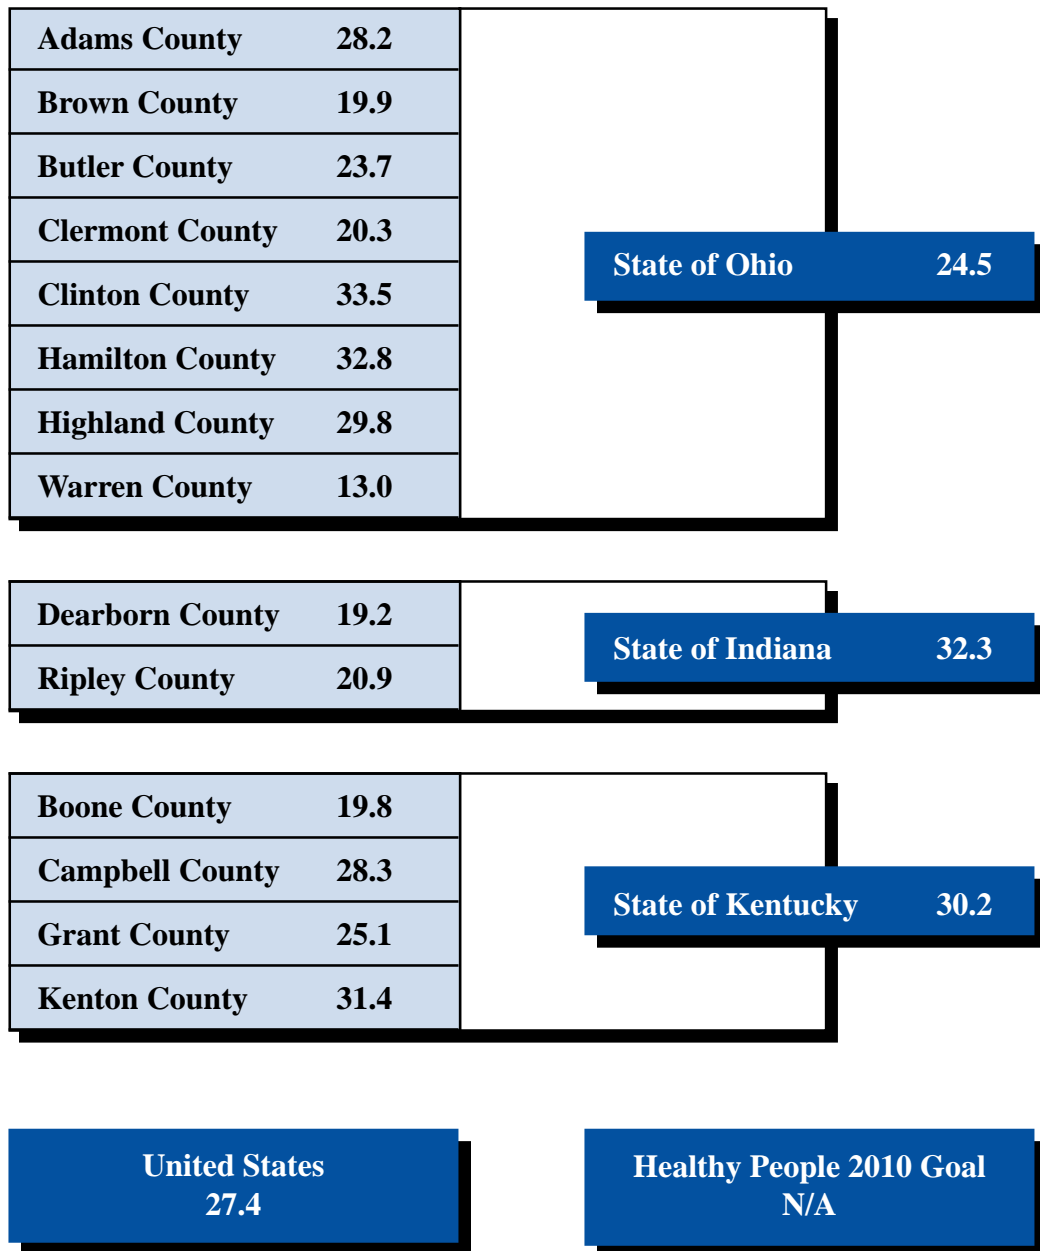 Adams County 28.2
Brown County 19.9
Butler County 23.7
Clermont County 20.3
Clinton County 33.5
Hamilton County 32.8
Highland County 29.8
Warren County 13.0
State of Ohio 24.5
Dearborn County 19.2
Ripley County 20.9
State of Indiana 32.3
Boone County 19.8
Campbell County 28.3
Grant County 25.1
Kenton County 31.4
State of Kentucky 30.2
United States
27.4
Healthy People 2010 Goal
N/A